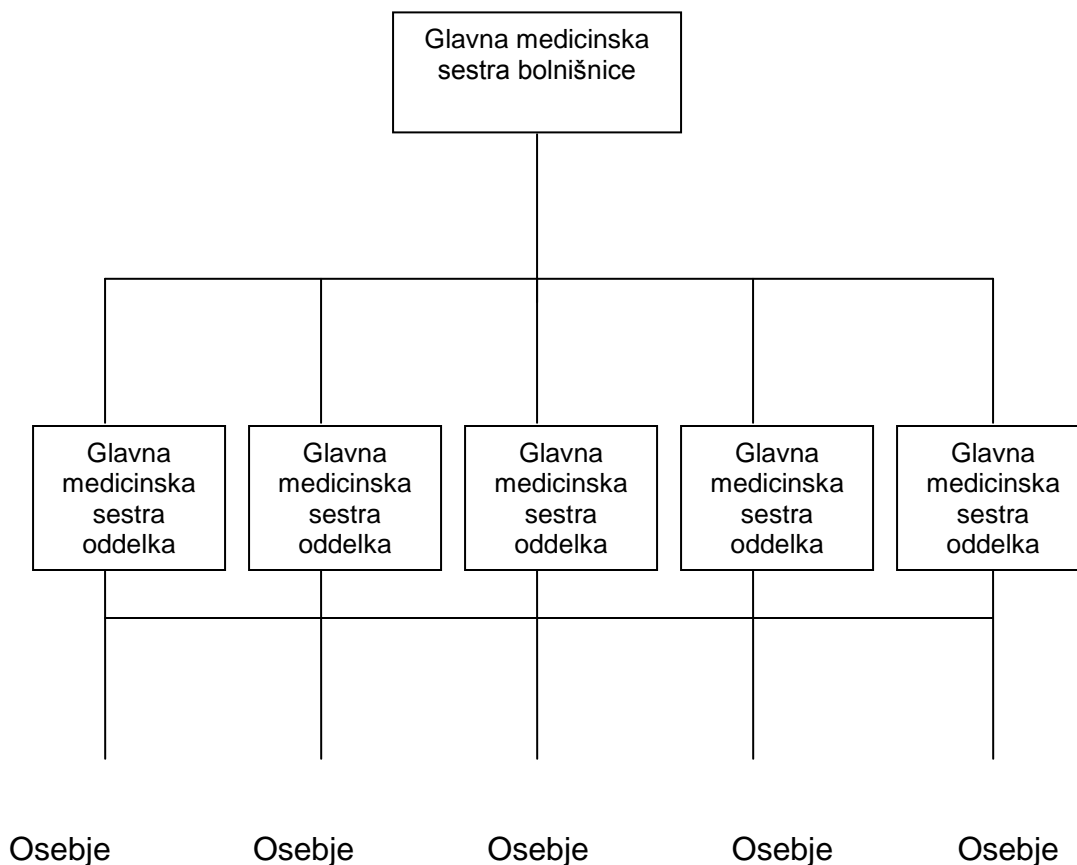 Glavna medicinska
sestra bolnišnice
Glavna
medicinska
sestra
oddelka
Glavna
medicinska
sestra
oddelka
Glavna
medicinska
sestra
oddelka
Glavna
medicinska
sestra
oddelka
Glavna
medicinska
sestra
oddelka
Osebje
Osebje
Osebje
Osebje
Osebje